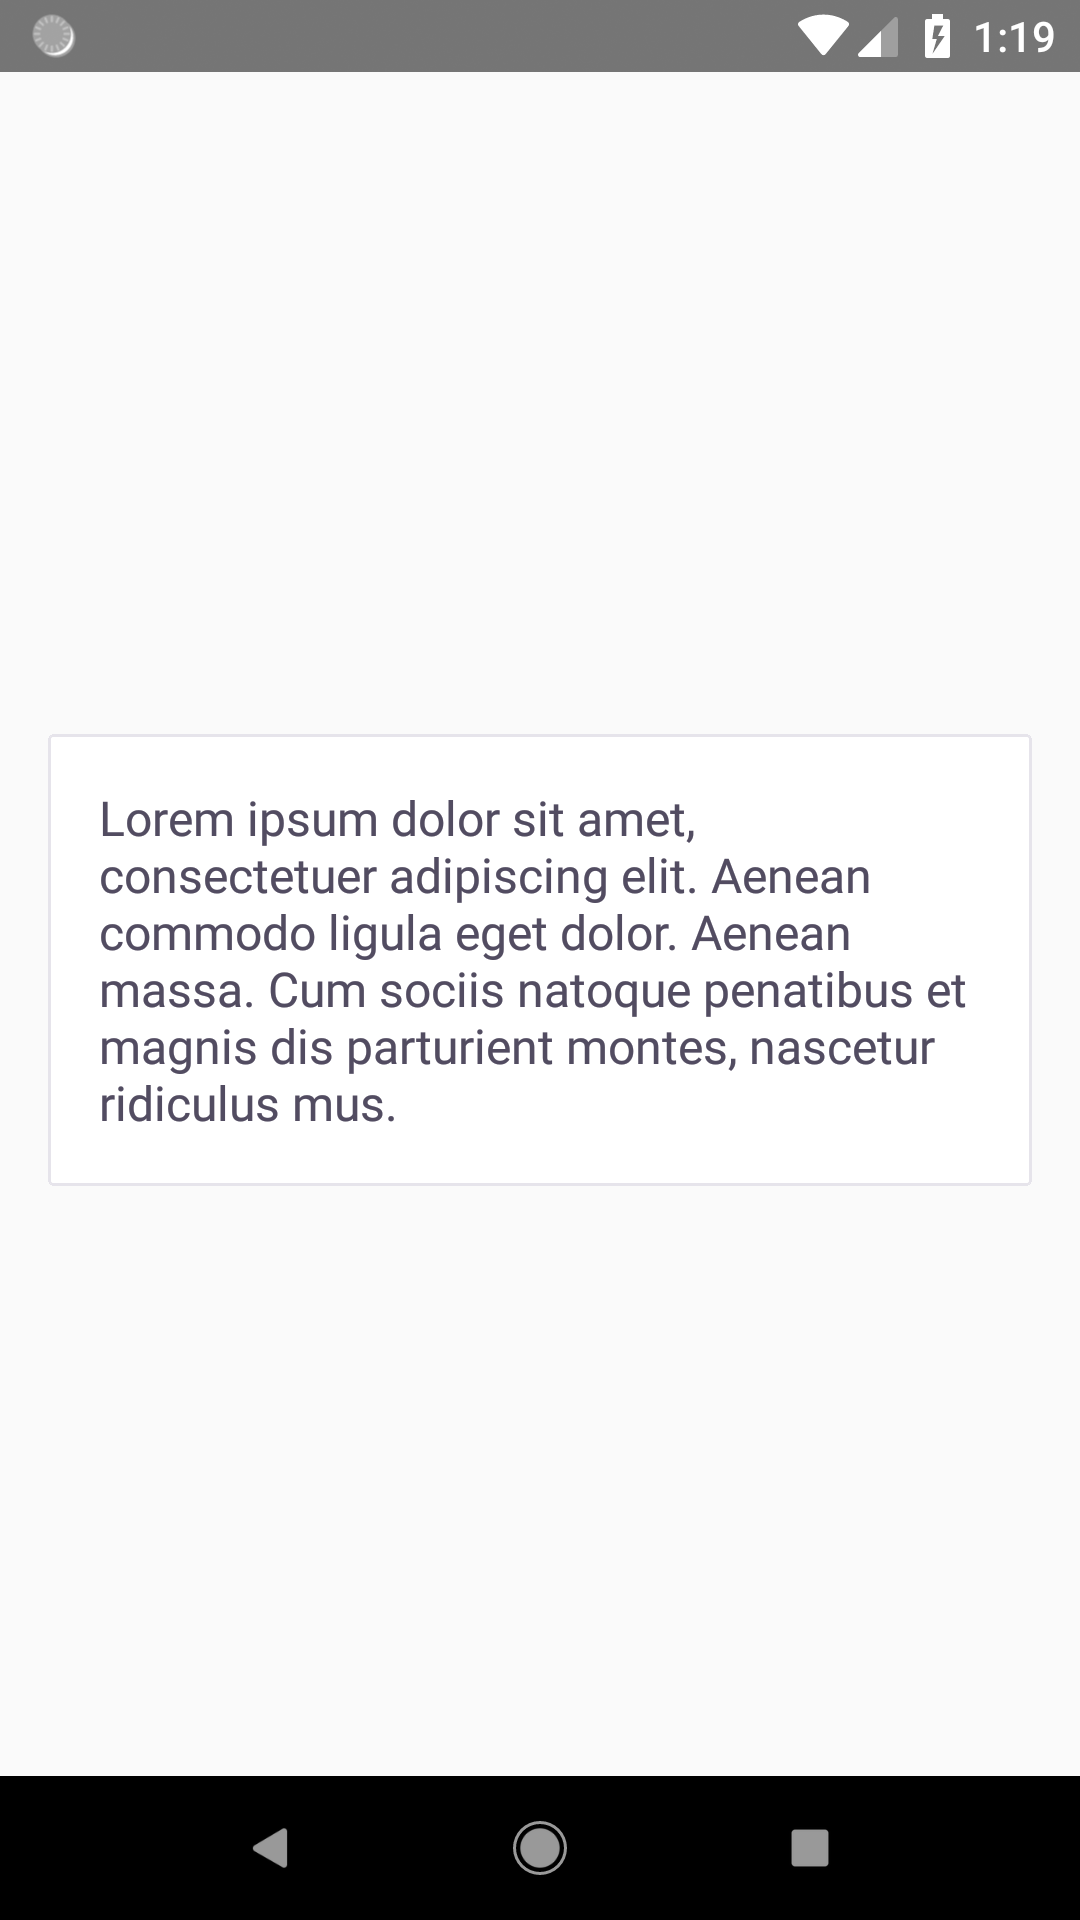 1:19
Lorem ipsum dolor sit amet,
consectetuer adipiscing elit. Aenean
commodo ligula eget dolor. Aenean
massa. Cum sociis natoque penatibus et
magnis dis parturient montes, nascetur
ridiculus mus.